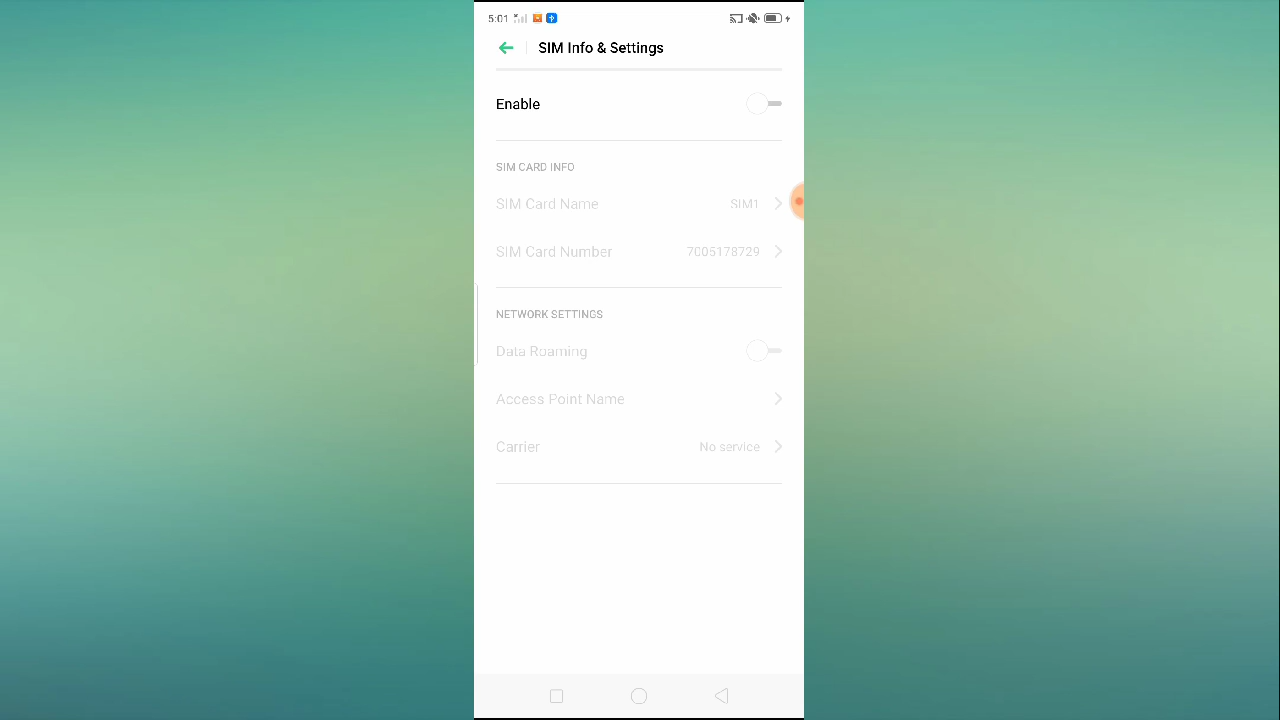 5:01
SIM Info & Settings
Enable
SIM CARD INFO
SIM Card Name SIM1
SIM Card Number 7005178729
NETWORK SETTINGS
Data Roaming
Access Point Name
Carrier No service